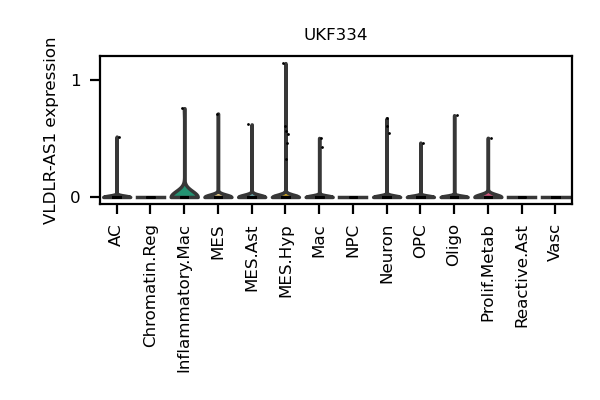 UKF334
VLDLR-AS1 expression
1
0
AC
Chromatin.Reg
Inflammatory.Mac
MES
MES.Ast
MES.Hyp
Mac
NPC
Neuron
OPC
Oligo
Prolif.Metab
Reactive.Ast
Vasc